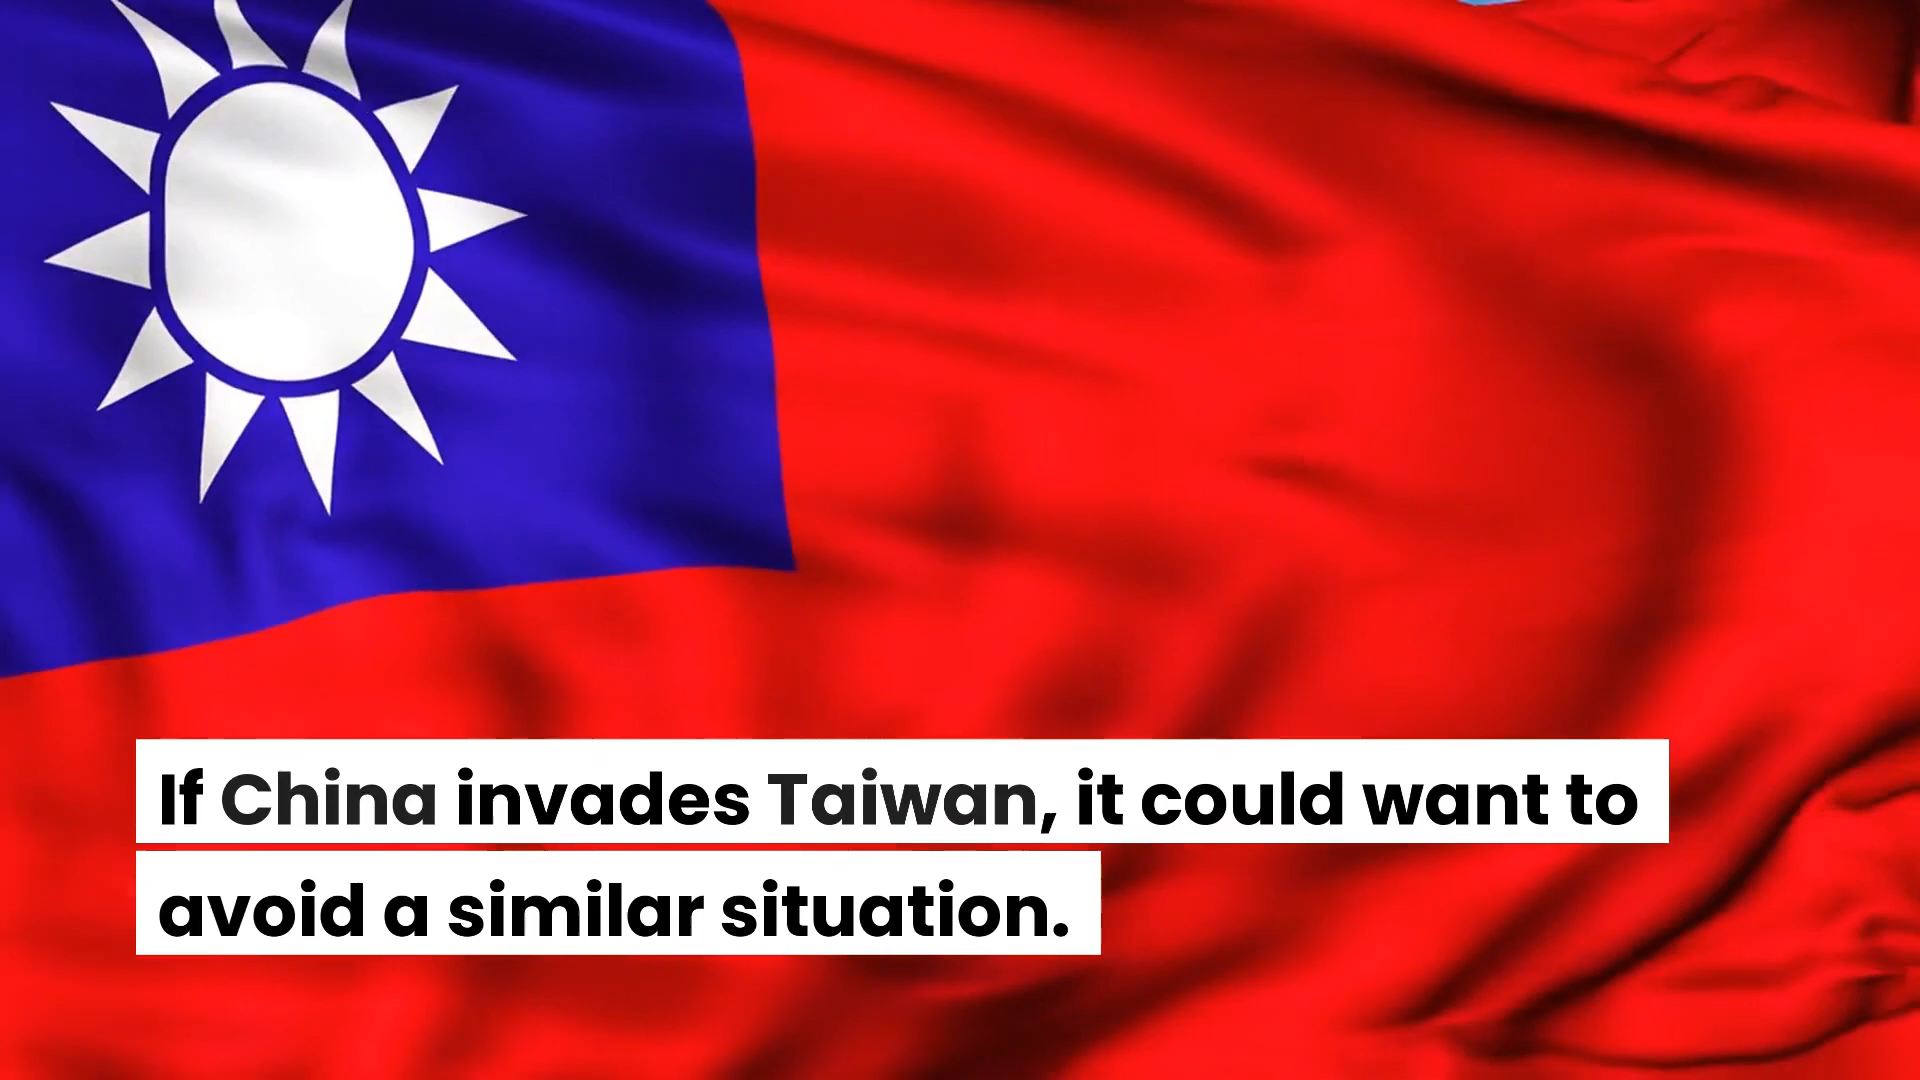 If China invades Taiwan, it could want to
avoid a similar situation.